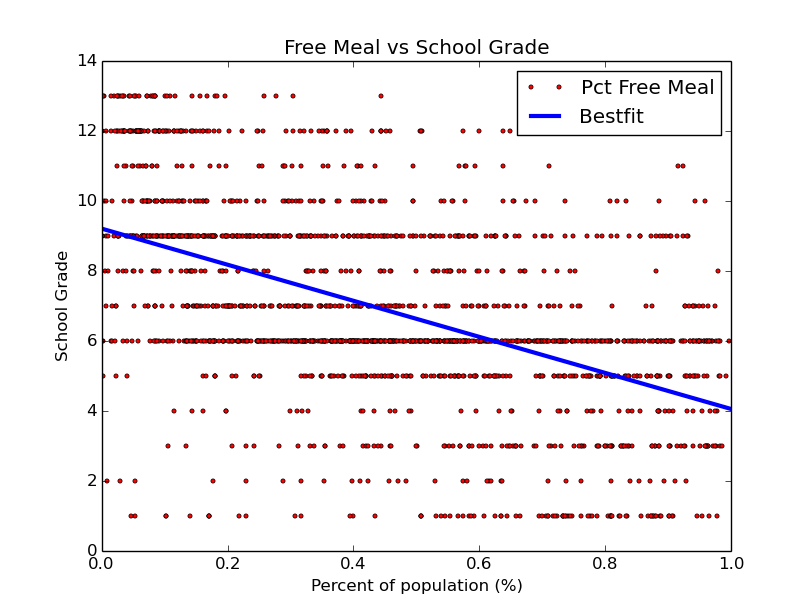 Free Meal vs School Grade
14
12
10
8
6
4
2
0
School Grade
Pct Free Meal
Bestfit
0.0 0.2 0.4 0.6 0.8 1.0
Percent of population (%)